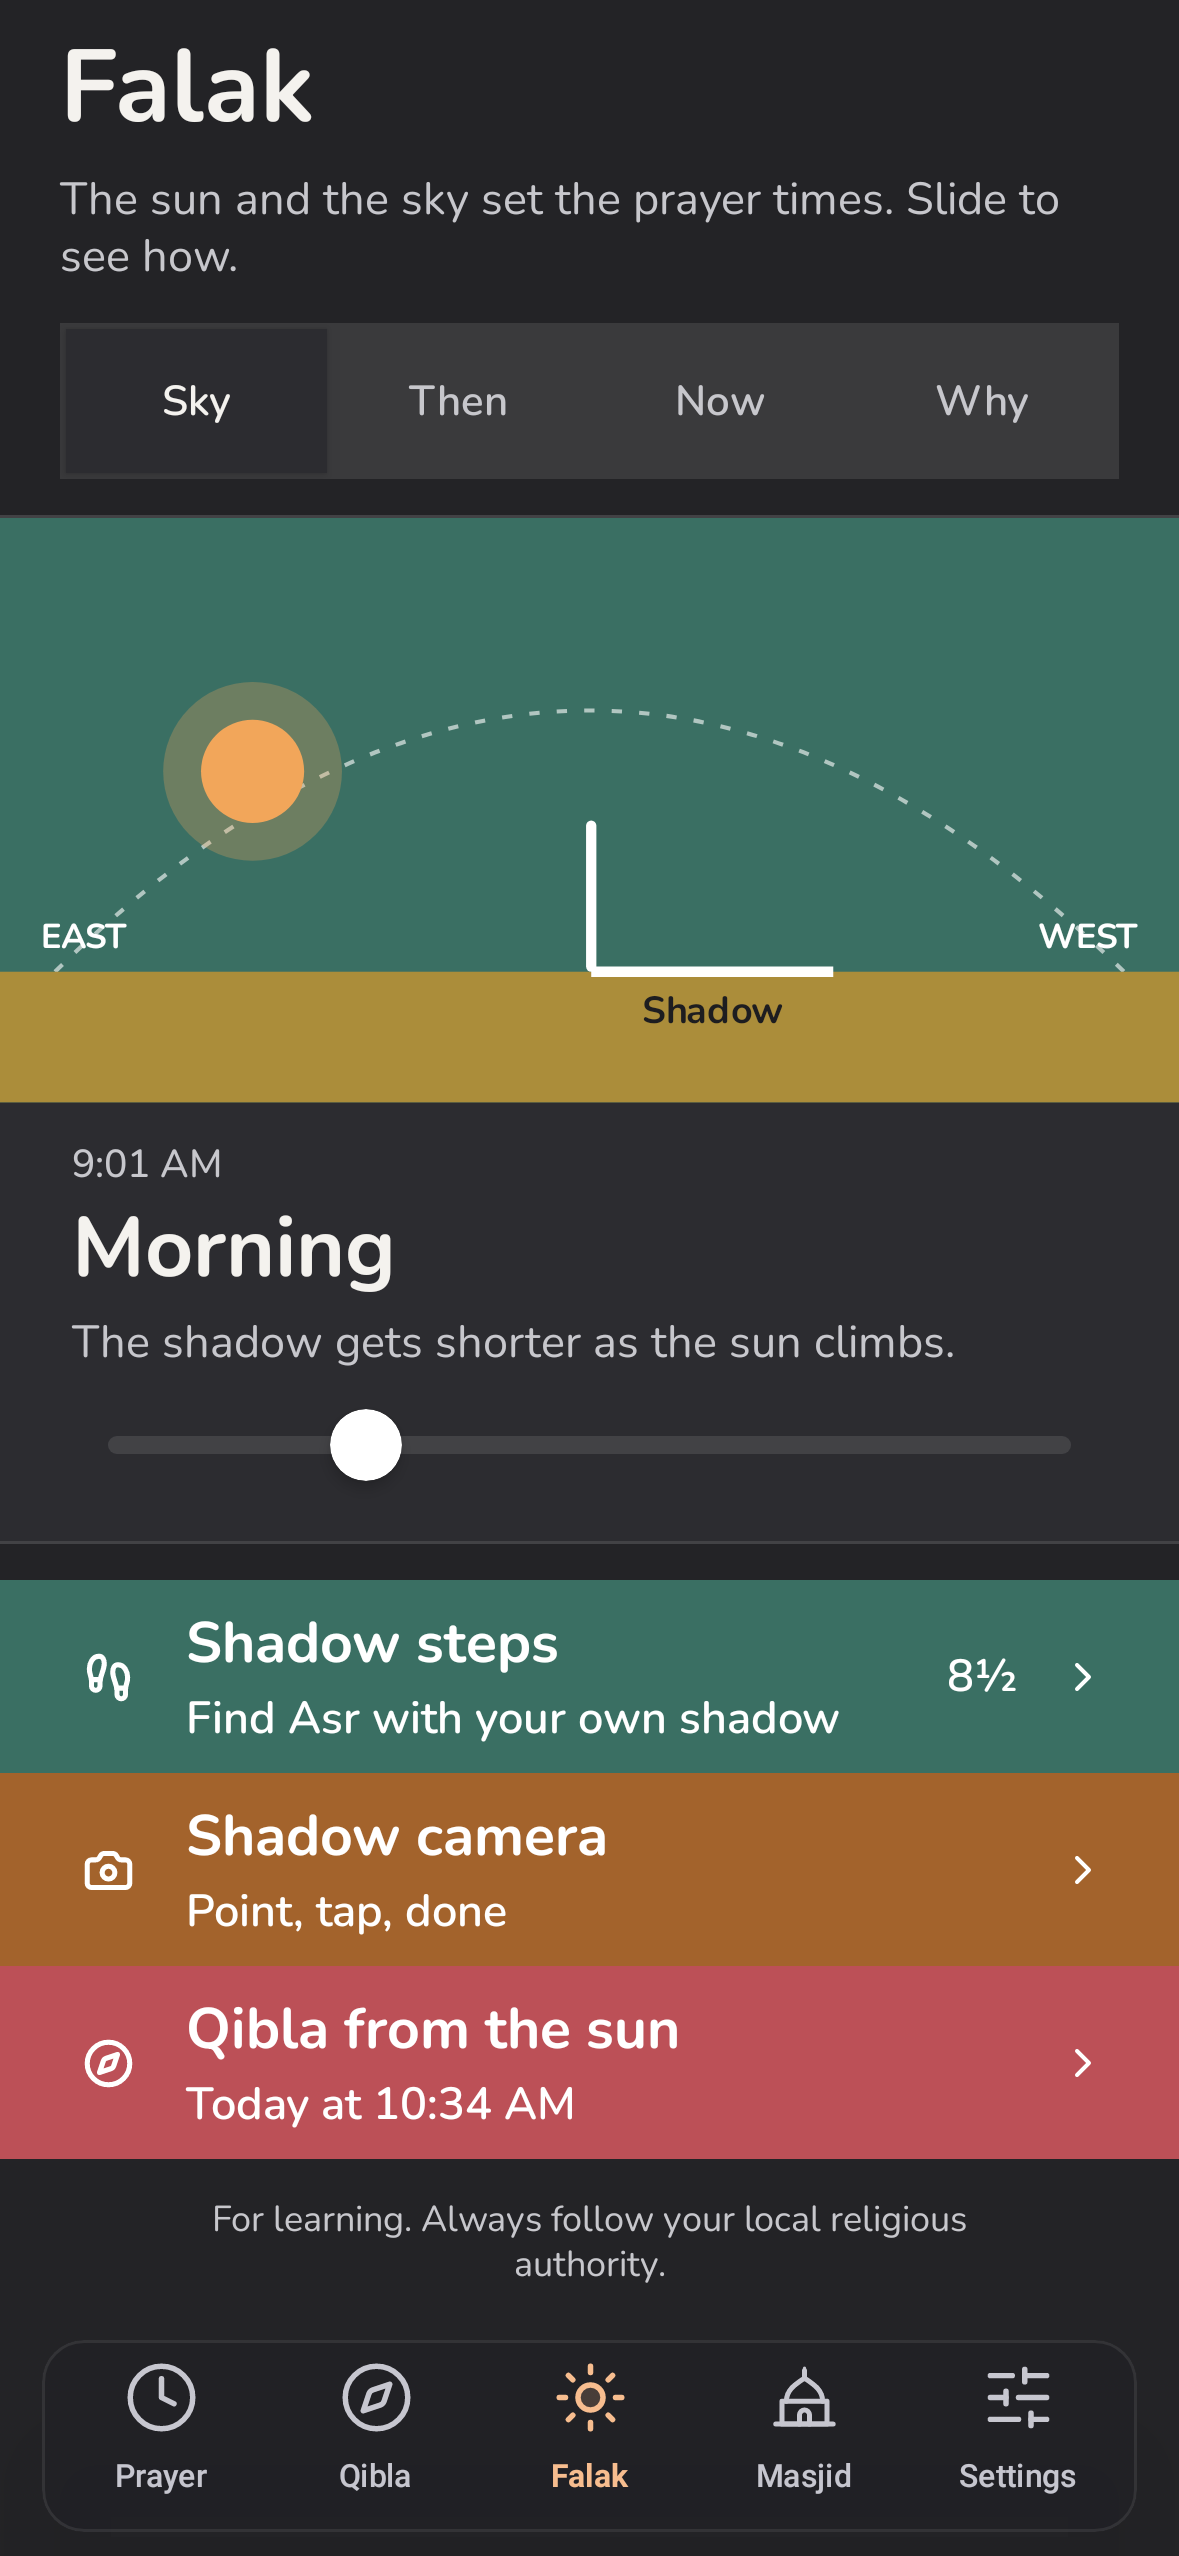 Falak
The sun and the sky set the prayer times. Slide to
see how.
Sky
Then
Now
Why
EAST
WEST
Shadow
9:01 AM
Morning
The shadow gets shorter as the sun climbs.
Shadow steps
Find Asr with your own shadow
8½
Shadow camera
Point, tap, done
Qibla from the sun
Today at 10:34 AM
For learning. Always follow your local religious
authority.
Prayer
Qibla
Falak
Masjid
Settings